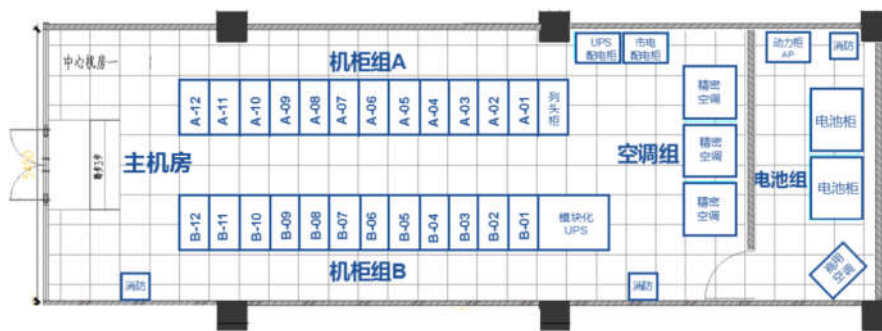 UPS
配电柜
市电
配电柜
动力柜
AP
消防
中心机房一
机柜组A
A-12
A-11
A-10
A-09
A-08
A-07
A-06
A-05
A-04
A-03
A-02
A-01
列
头
柜
精密
空调
电池柜
主机房
空调组
精密
空调
电池组
电池柜
B-12
B-11
B-10
B-09
B-08
B-07
B-06
B-05
B-04
B-03
B-02
B-01
模块化
UPS
精密
空调
机柜组B
消防
消防
商用
空调